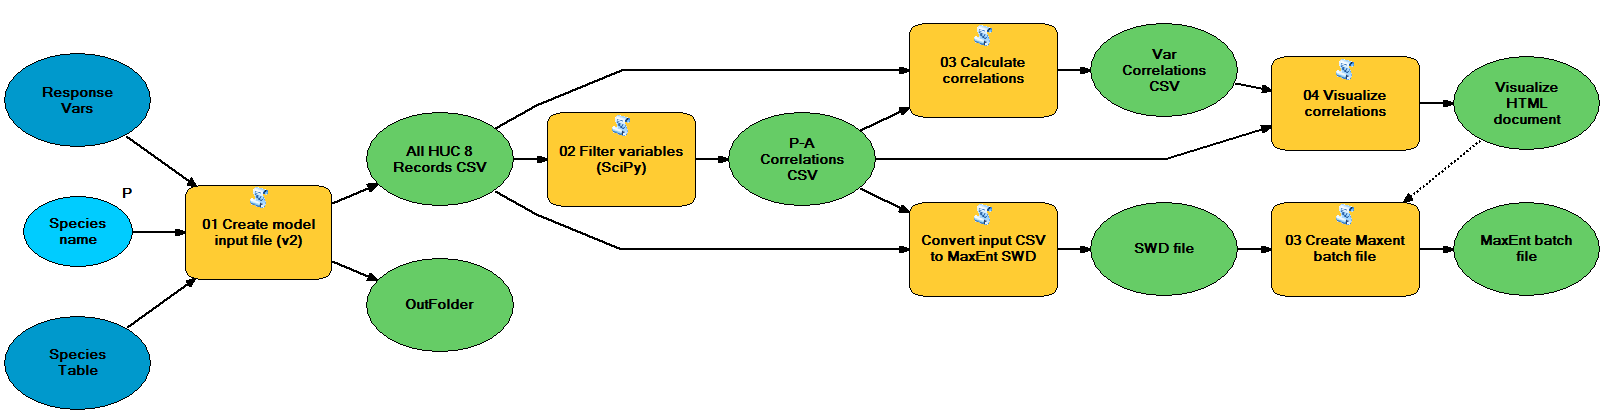 Response
Vars
P
Species
name
Species
Table
01 Create model
input file (v2)
All HUC 8
Records CSV
OutFolder
02 Filter variables
(SciPy)
P-A
Correlations
CSV
03 Calculate
correlations
Var
Correlations
CSV
04 Visualize
correlations
Visualize
HTML
document
Convert input CSV
to MaxEnt SWD
SWD file
03 Create Maxent
batch file
MaxEnt batch
file